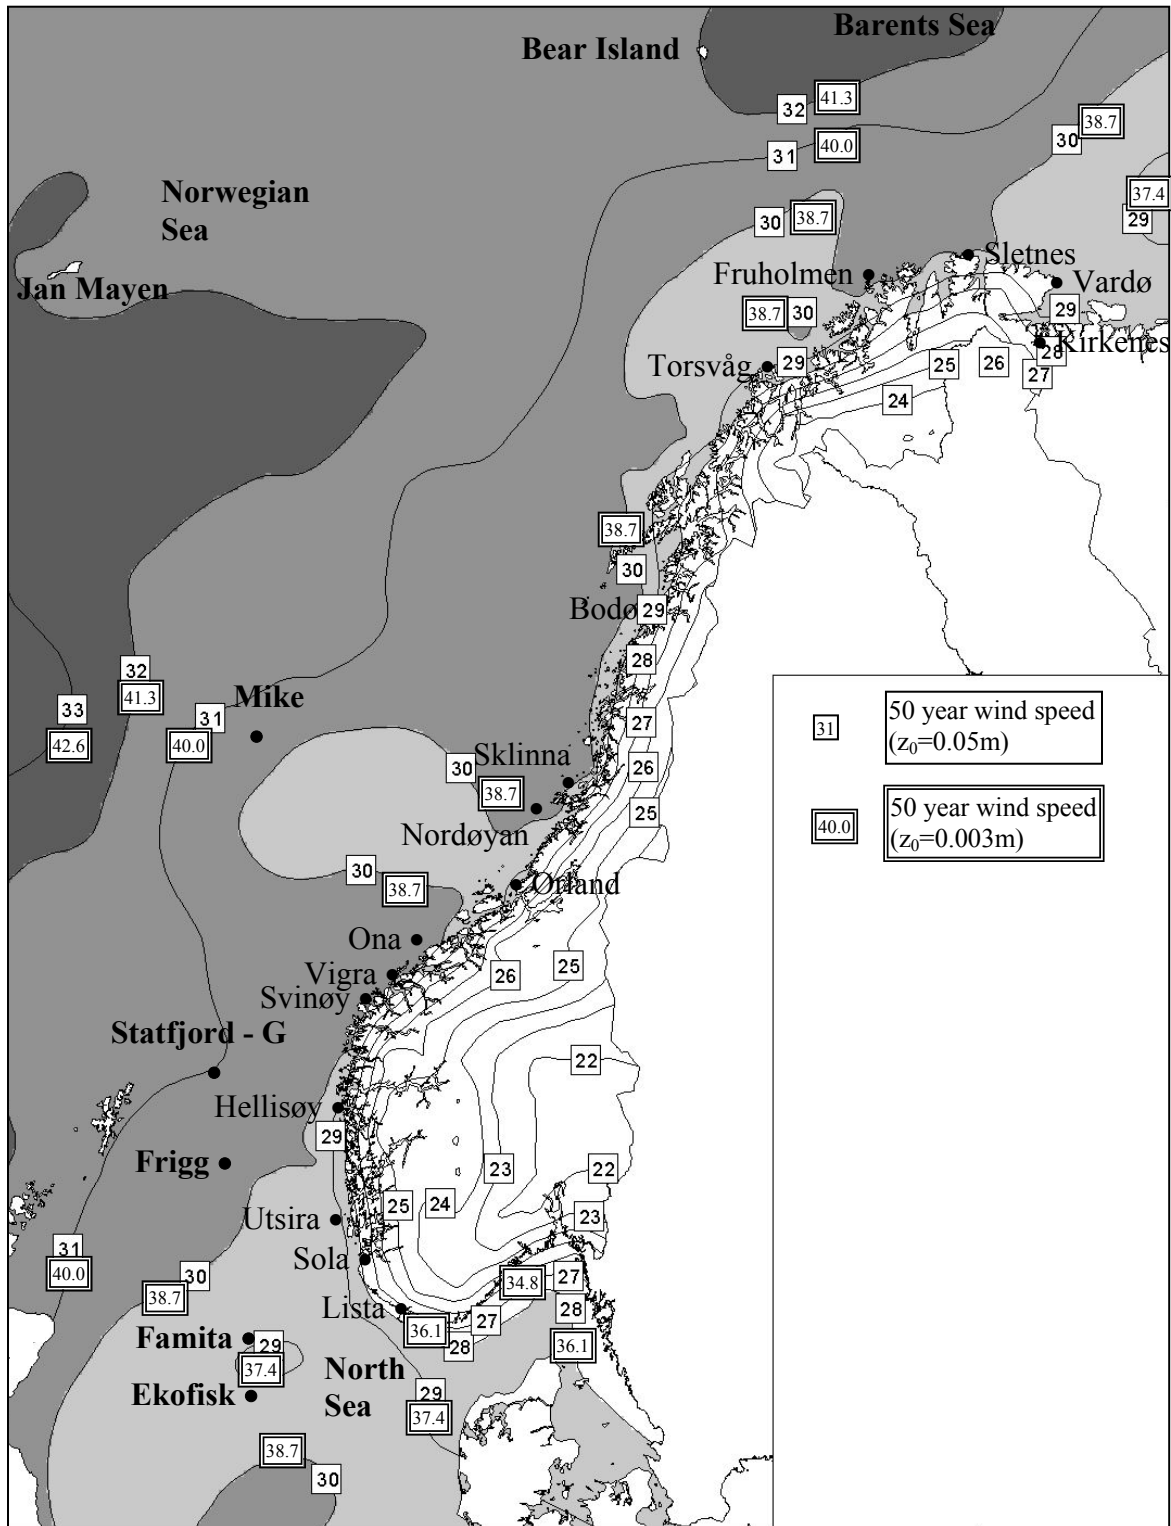 Barents Sea
Bear Island
41.3
32
38.7
30
40.0
31
Norwegian
Sea
37.4
29
38.7
30
Sletnes
Fruholmen
Vardø
Jan Mayen
38.7
30
29
Kirkenes
28
Torsvåg
29
25
26
27
24
38.7
30
Bodø
29
28
32
41.3
33
42.6
Mike
31
40.0
27
26
25
Sklinna
30
38.7
Nordøyan
31
50 year wind speed
(z0=0.05m)
40.0
50 year wind speed
(z0=0.003m)
30
38.7
Ørland
Ona
Vigra
26
25
Svinøy
Statfjord - G
22
Hellisøy
29
Frigg
23
22
25
24
Utsira
23
31
40.0
Sola
30
38.7
34.8
27
Lista
36.1
27
28
28
36.1
Famita
29
37.4
North
Sea
29
37.4
Ekofisk
38.7
30